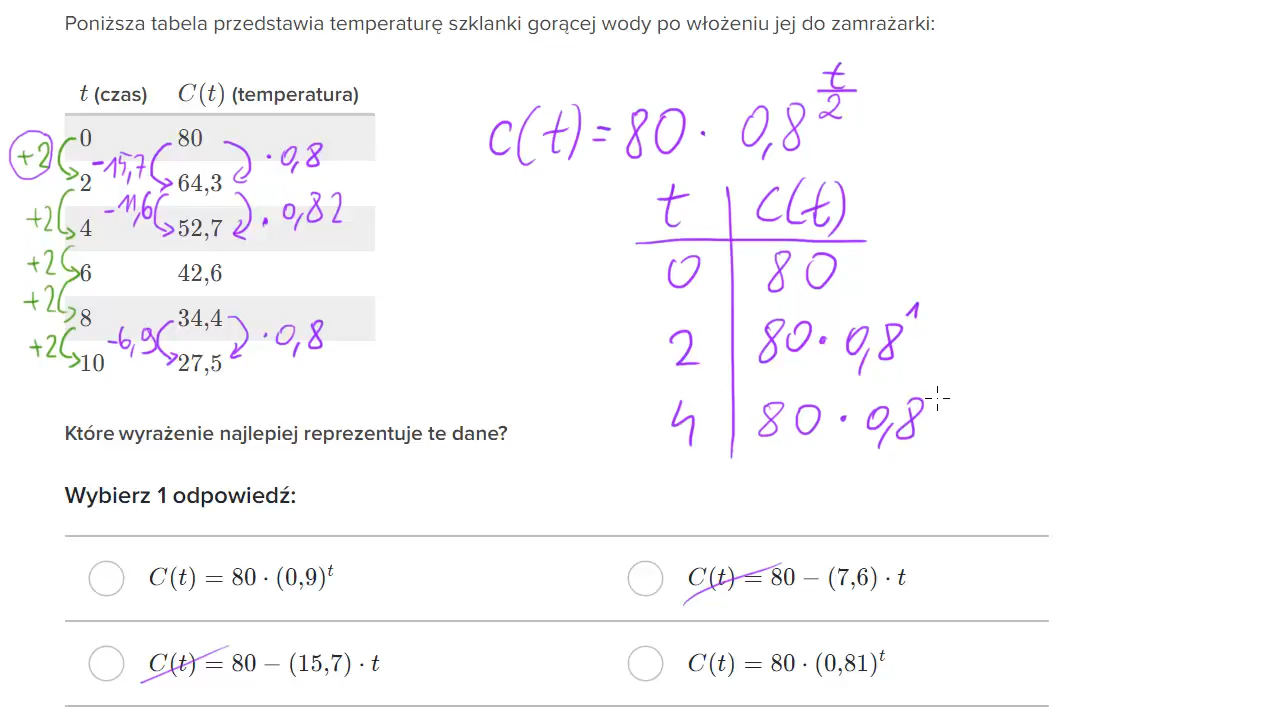 Poniższa tabela przedstawia temperaturę szklanki gorącej wody po włożeniu jej do zamrażarki:
t (czas) C(t) (temperatura)
0 80
2 64,3
4 52,7
6 42,6
8 34,4
10 27,5
+2
+2
+2
+2
+2
-15,7
-11,6
-6,9
· 0,8
· 0,82
· 0,8
C(t) = 80 · 0,8^(t/2)
t C(t)
0 80
2 80 · 0,8^1
4 80 · 0,8
Które wyrażenie najlepiej reprezentuje te dane?
Wybierz 1 odpowiedź:
C(t) = 80 · (0,9)^t
C(t) = 80 − (7,6) · t
C(t) = 80 − (15,7) · t
C(t) = 80 · (0,81)^t